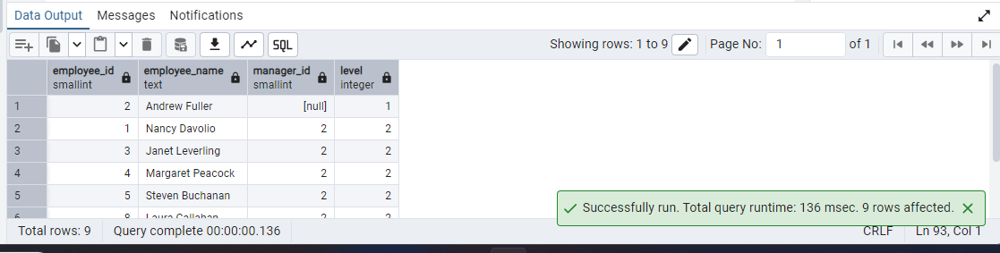 Data Output Messages Notifications
SQL
Showing rows: 1 to 9 Page No: 1 of 1
employee_id employee_name manager_id level
smallint text smallint integer
1 2 Andrew Fuller [null] 1
2 1 Nancy Davolio 2 2
3 3 Janet Leverling 2 2
4 4 Margaret Peacock 2 2
5 5 Steven Buchanan 2 2
6 8 Laura Callahan 2 2
Successfully run. Total query runtime: 136 msec. 9 rows affected.
Total rows: 9 Query complete 00:00:00.136 CRLF Ln 93, Col 1